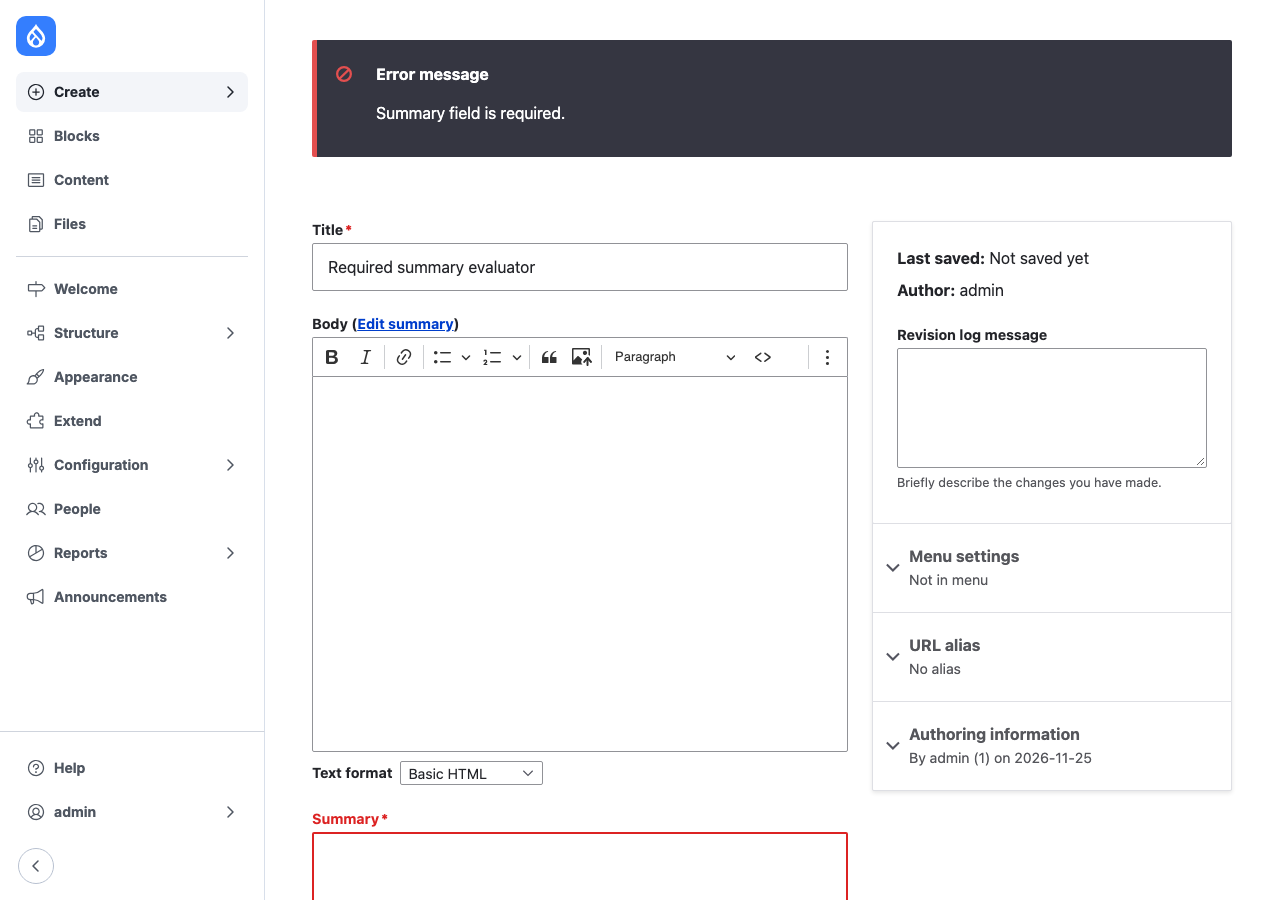 Create
Blocks
Content
Files
Welcome
Structure
Appearance
Extend
Configuration
People
Reports
Announcements
Help
admin
Error message
Summary field is required.
Title*
Required summary evaluator
Body (Edit summary)
Paragraph
Text format Basic HTML
Summary*
Last saved: Not saved yet
Author: admin
Revision log message
Briefly describe the changes you have made.
Menu settings
Not in menu
URL alias
No alias
Authoring information
By admin (1) on 2026-11-25